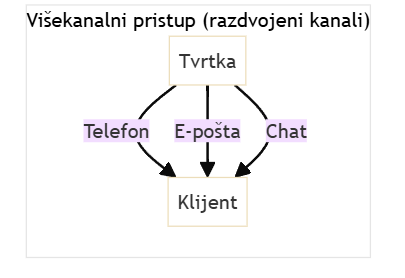 Višekanalni pristup (razdvojeni kanali)
Tvrtka
Telefon E-pošta Chat
Klijent